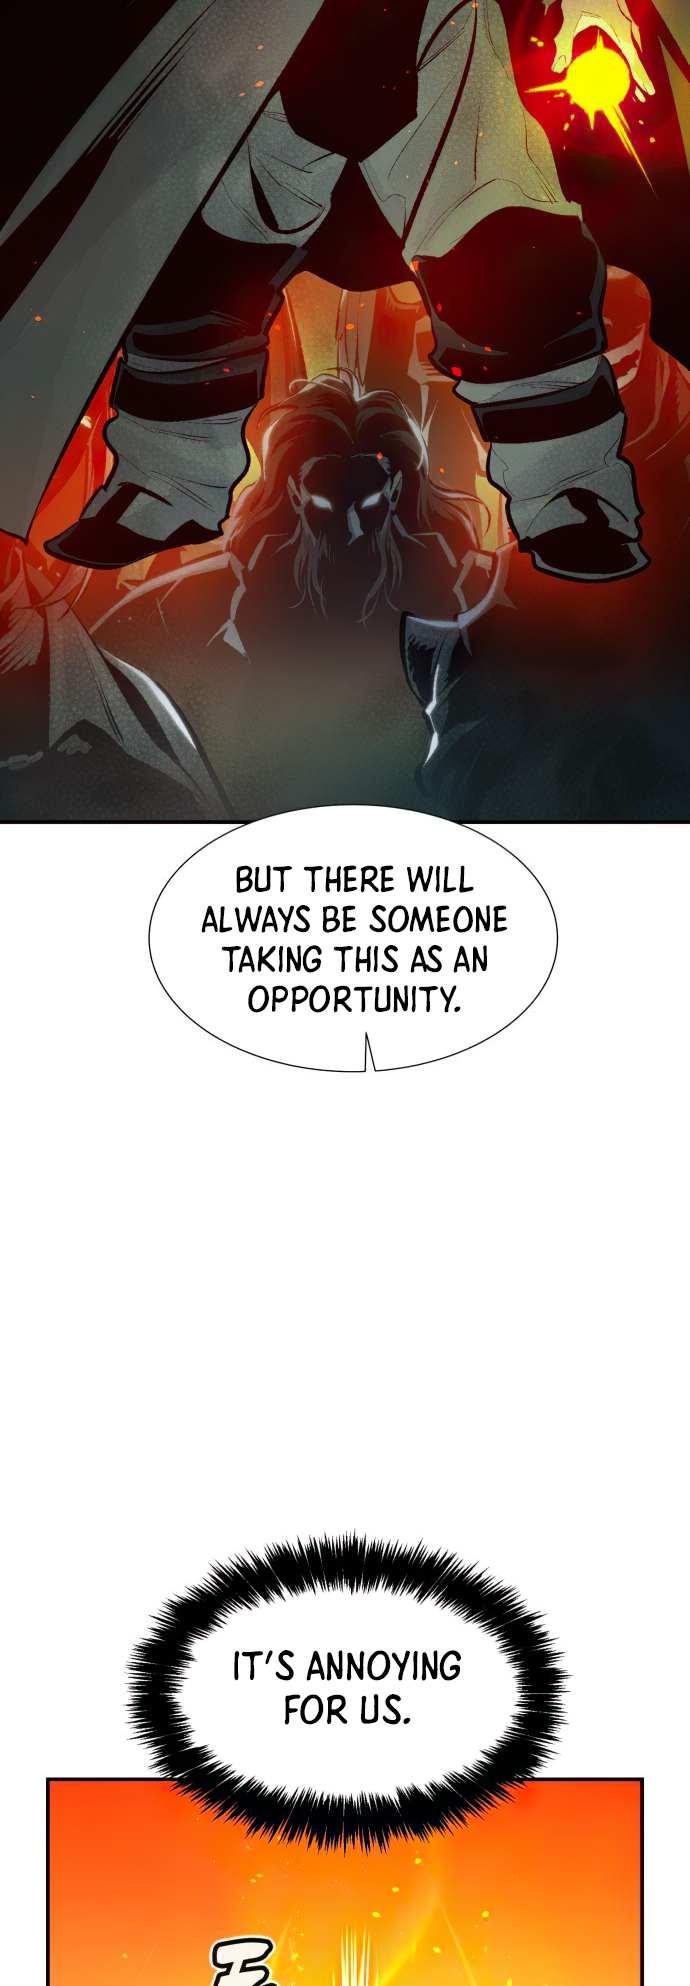 BUT THERE WILL
ALWAYS BE SOMEONE
TAKING THIS AS AN
OPPORTUNITY.
IT'S ANNOYING
FOR US.